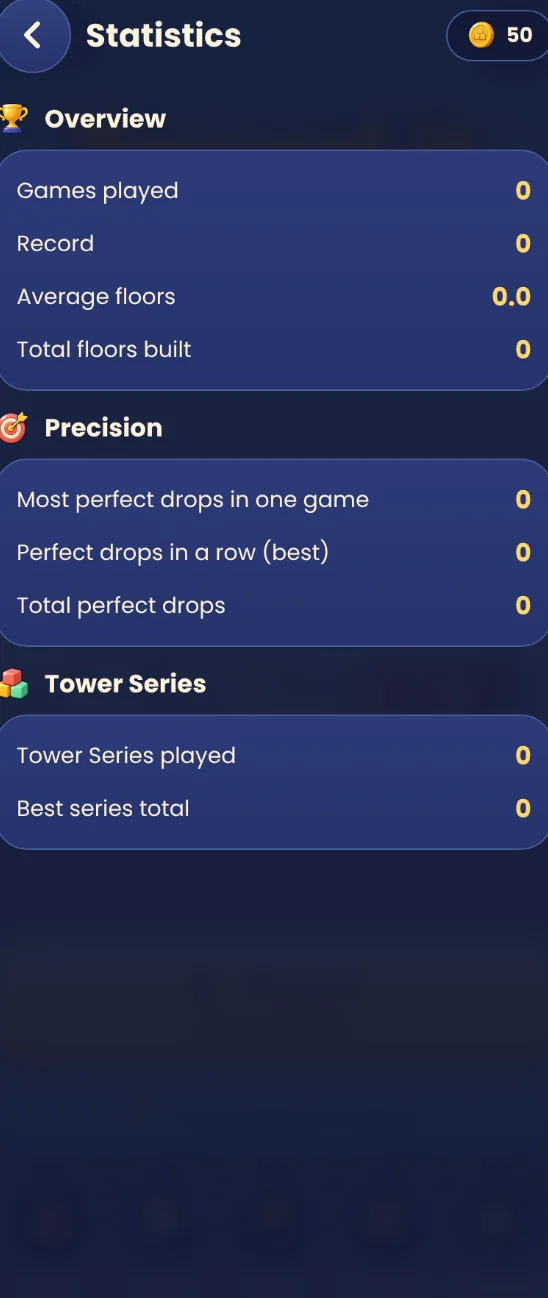 Statistics
50
Overview
Games played 0
Record 0
Average floors 0.0
Total floors built 0
Precision
Most perfect drops in one game 0
Perfect drops in a row (best) 0
Total perfect drops 0
Tower Series
Tower Series played 0
Best series total 0